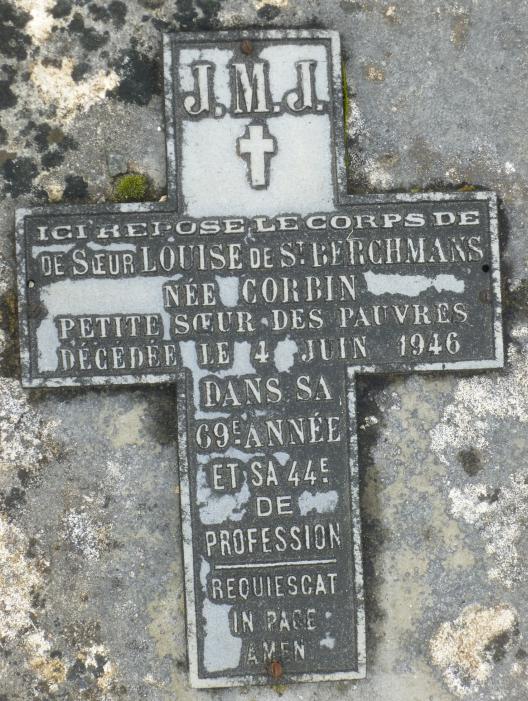 J.M.J.
ICI REPOSE LE CORPS DE
DE SŒUR LOUISE DE ST BERCHMANS
NÉE CORBIN
PETITE SŒUR DES PAUVRES
DÉCÉDÉE LE 4 JUIN 1946
DANS SA
69E ANNÉE
ET SA 44E
DE
PROFESSION
REQUIESCAT
IN PACE
AMEN